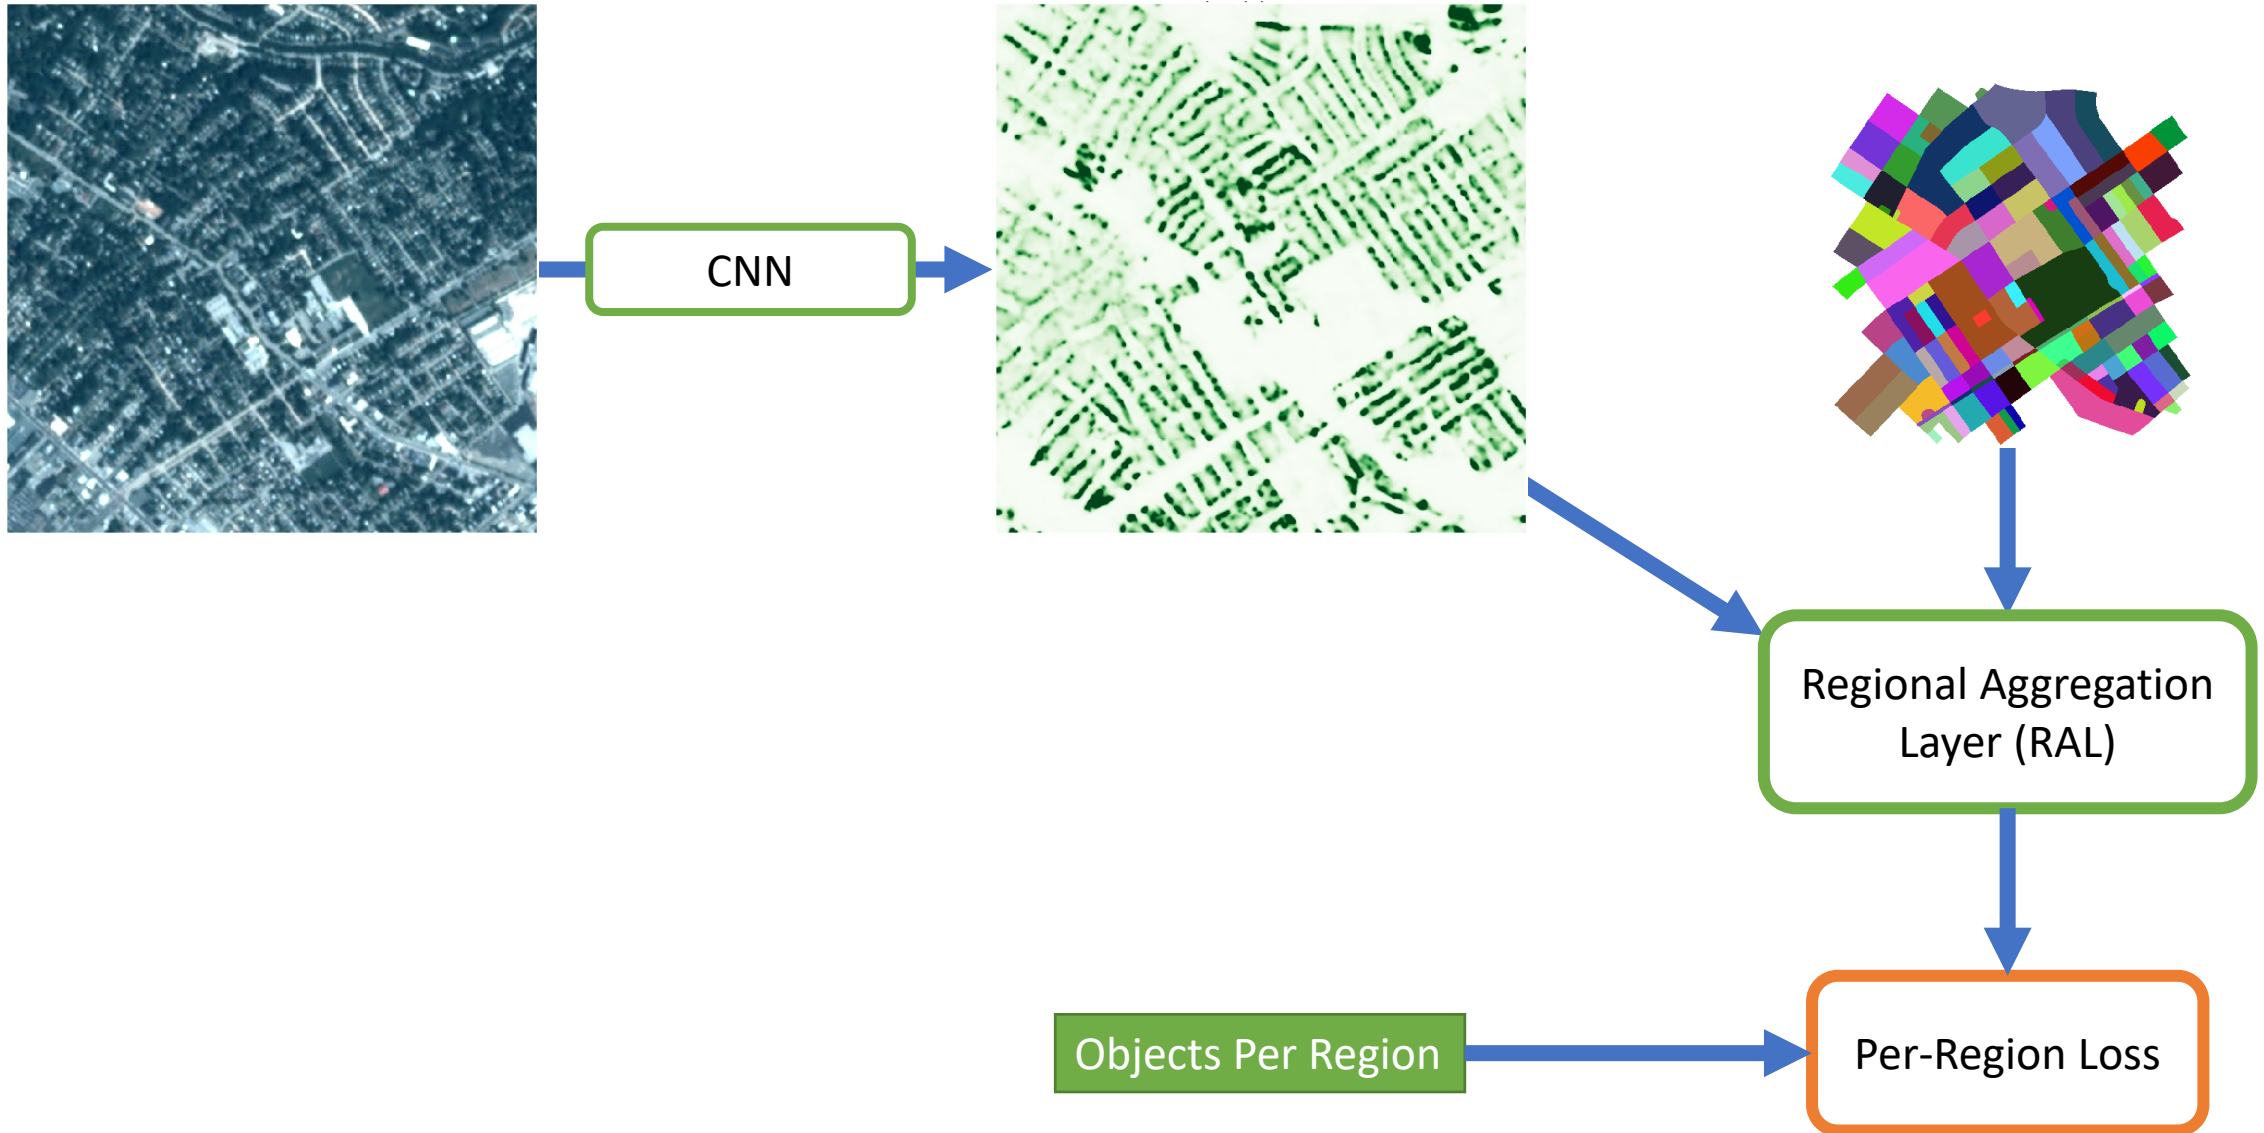 CNN
Regional Aggregation
Layer (RAL)
Objects Per Region
Per-Region Loss